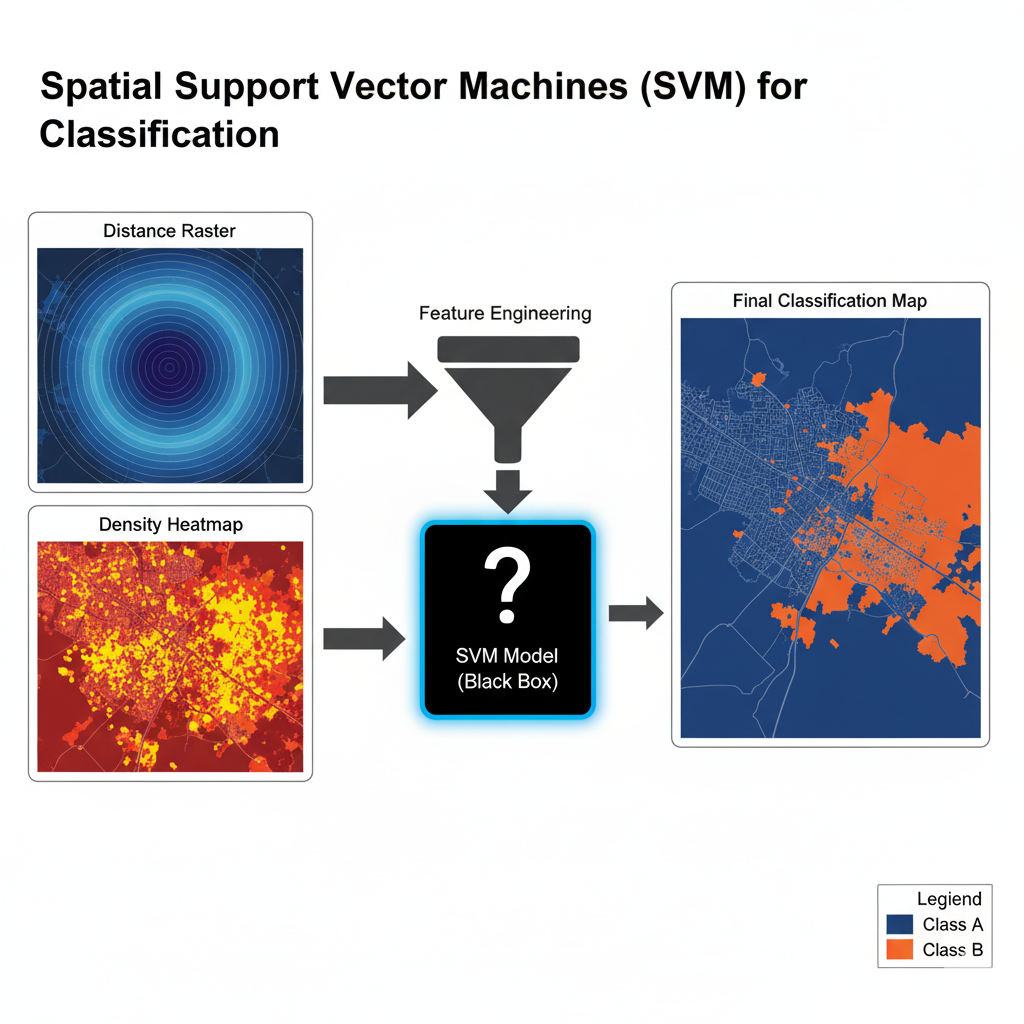 Spatial Support Vector Machines (SVM) for
Classification
Distance Raster
Feature Engineering
Final Classification Map
Density Heatmap
?
SVM Model
(Black Box)
Legiend
Class A
Class B